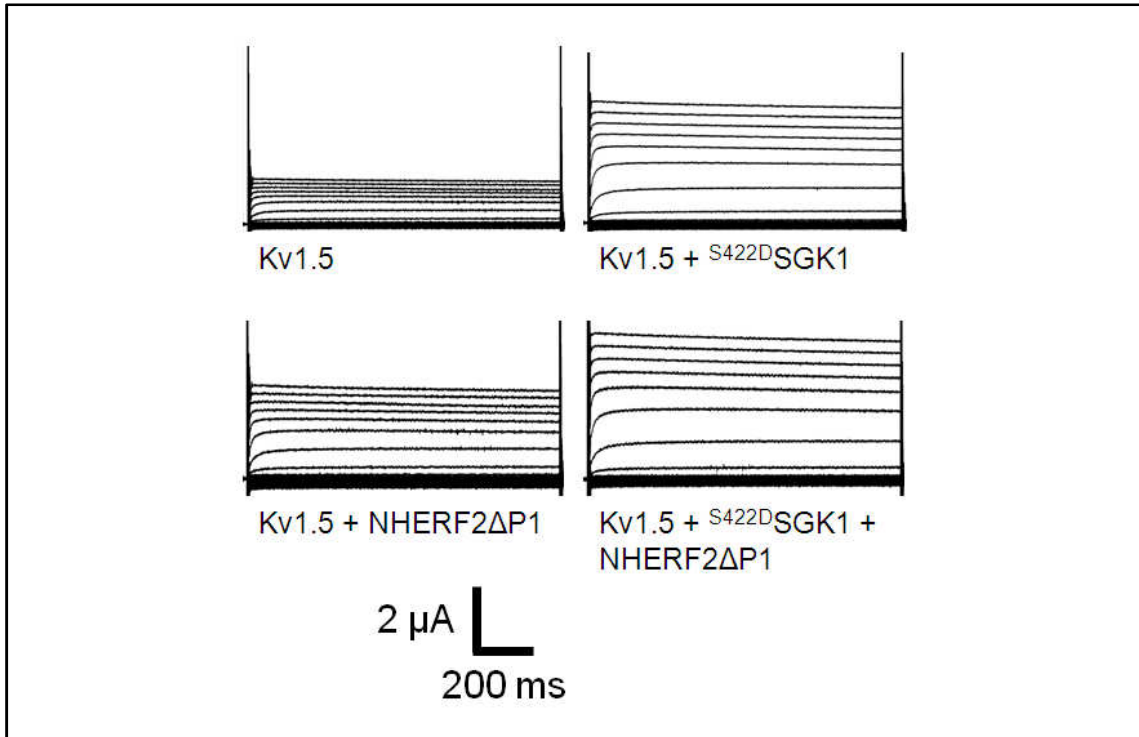 Kv1.5
Kv1.5 + S422DSGK1
Kv1.5 + NHERF2ΔP1
Kv1.5 + S422DSGK1 +
NHERF2ΔP1
2 µA
200 ms